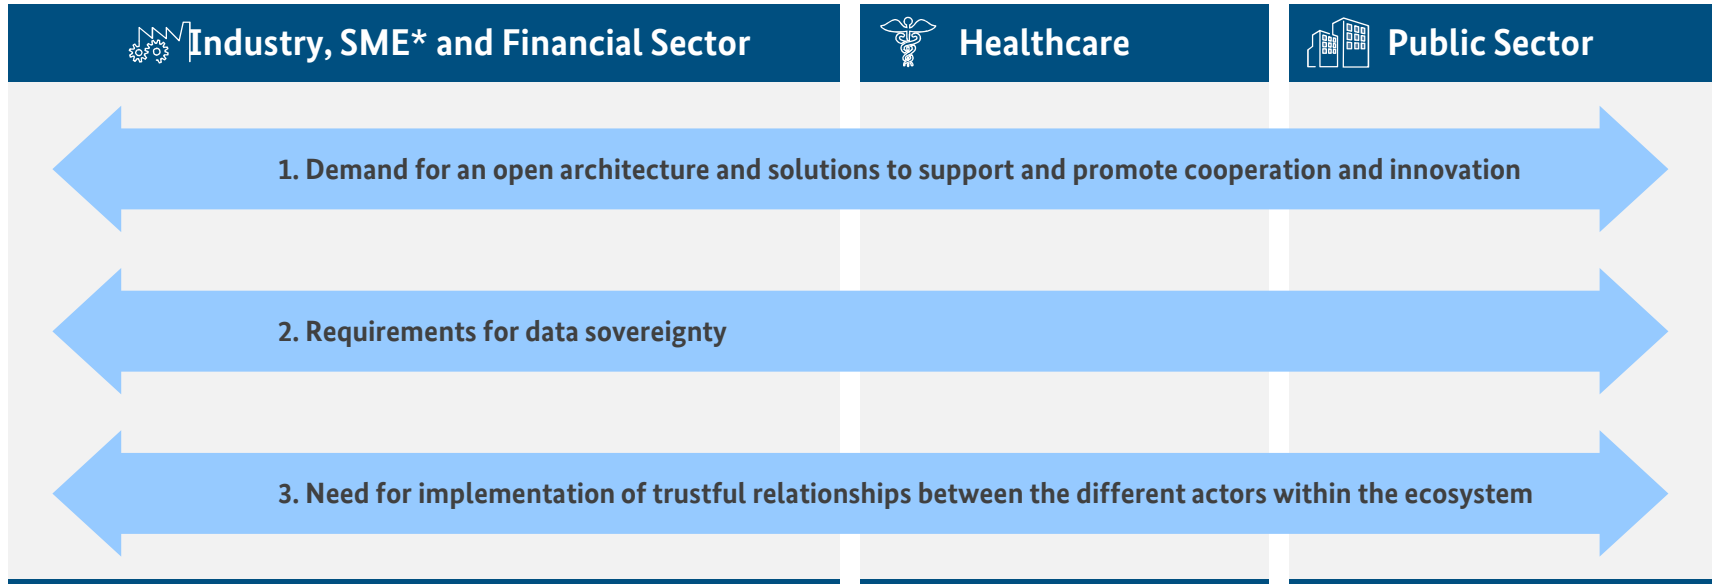 Industry, SME* and Financial Sector
Healthcare
Public Sector
1. Demand for an open architecture and solutions to support and promote cooperation and innovation
2. Requirements for data sovereignty
3. Need for implementation of trustful relationships between the different actors within the ecosystem